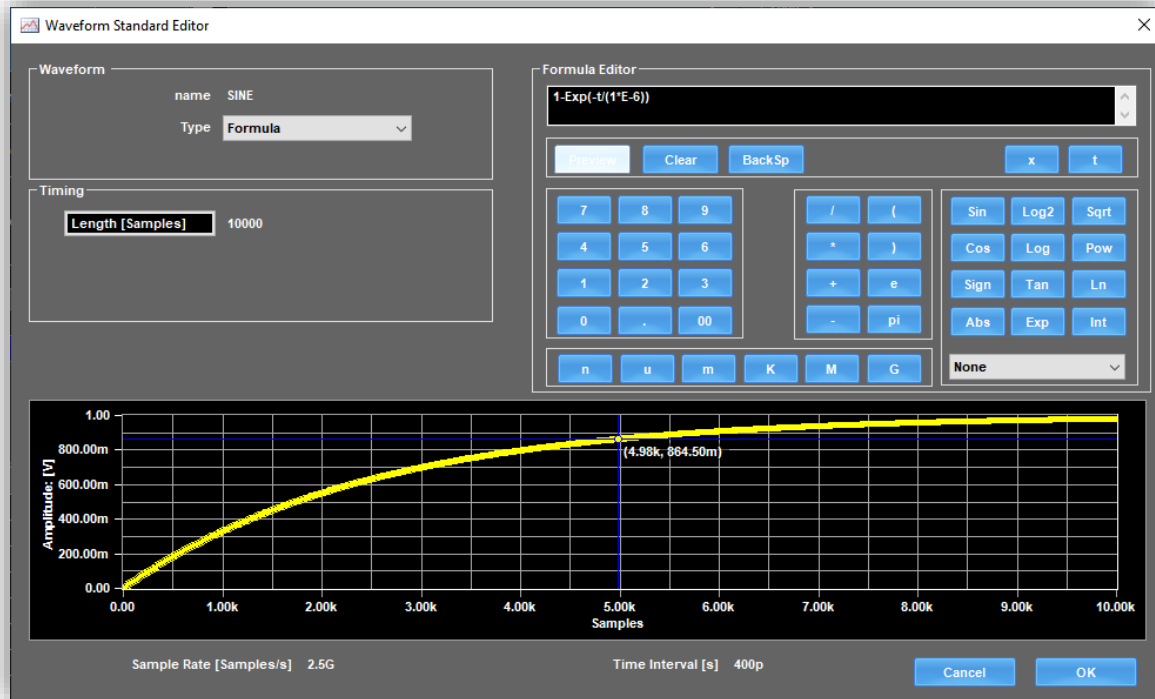 Waveform Standard Editor
Waveform
name SINE
Type Formula
Timing
Length [Samples] 10000
Formula Editor
1-Exp(-t/(1*E-6))
Preview Clear BackSp x t
7 8 9 / ( Sin Log2 Sqrt
4 5 6 * ) Cos Log Pow
1 2 3 + e Sign Tan Ln
0 . 00 - pi Abs Exp Int
n u m K M G None
1.00
800.00m
600.00m
400.00m
200.00m
0.00
Amplitude: [V]
(4.98k, 864.50m)
0.00 1.00k 2.00k 3.00k 4.00k 5.00k 6.00k 7.00k 8.00k 9.00k 10.00k
Samples
Sample Rate [Samples/s] 2.5G Time Interval [s] 400p Cancel OK